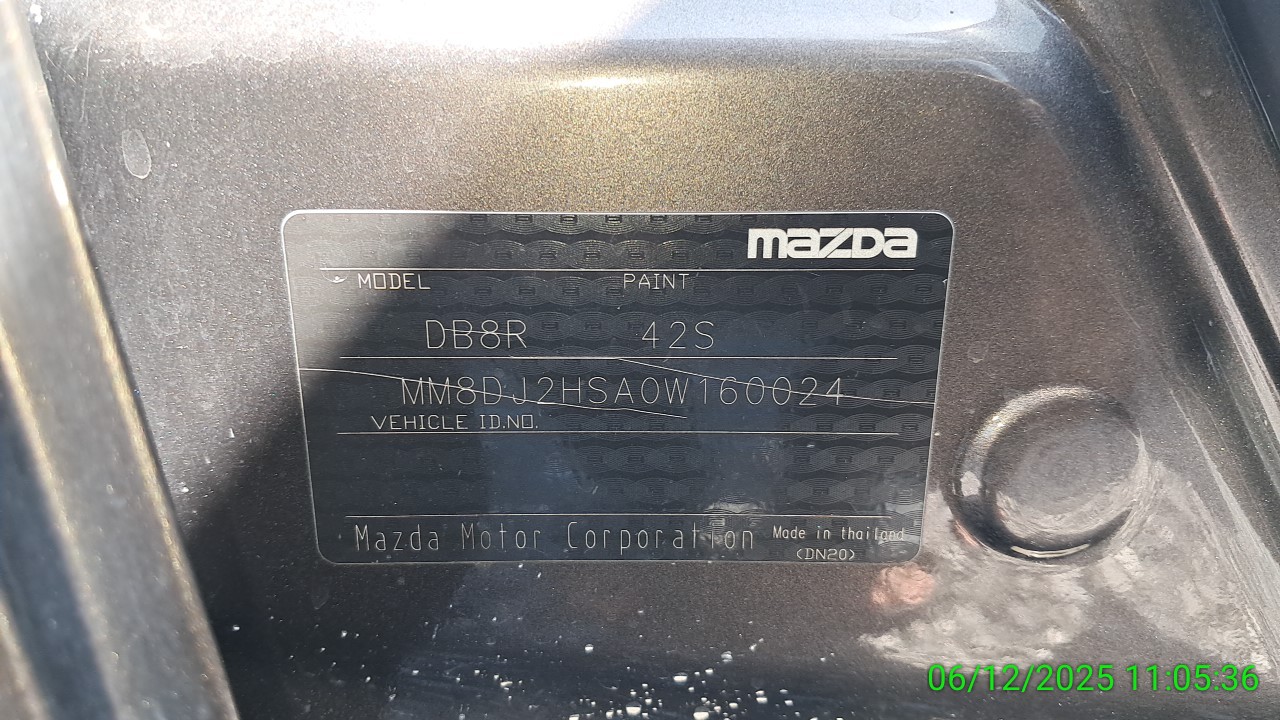 mazda
MODEL PAINT
DB8R 42S
MM8DJ2HSA0W160024
VEHICLE ID.NO.
Mazda Motor Corporation Made in thailand
(DN20)
06/12/2025 11:05:36